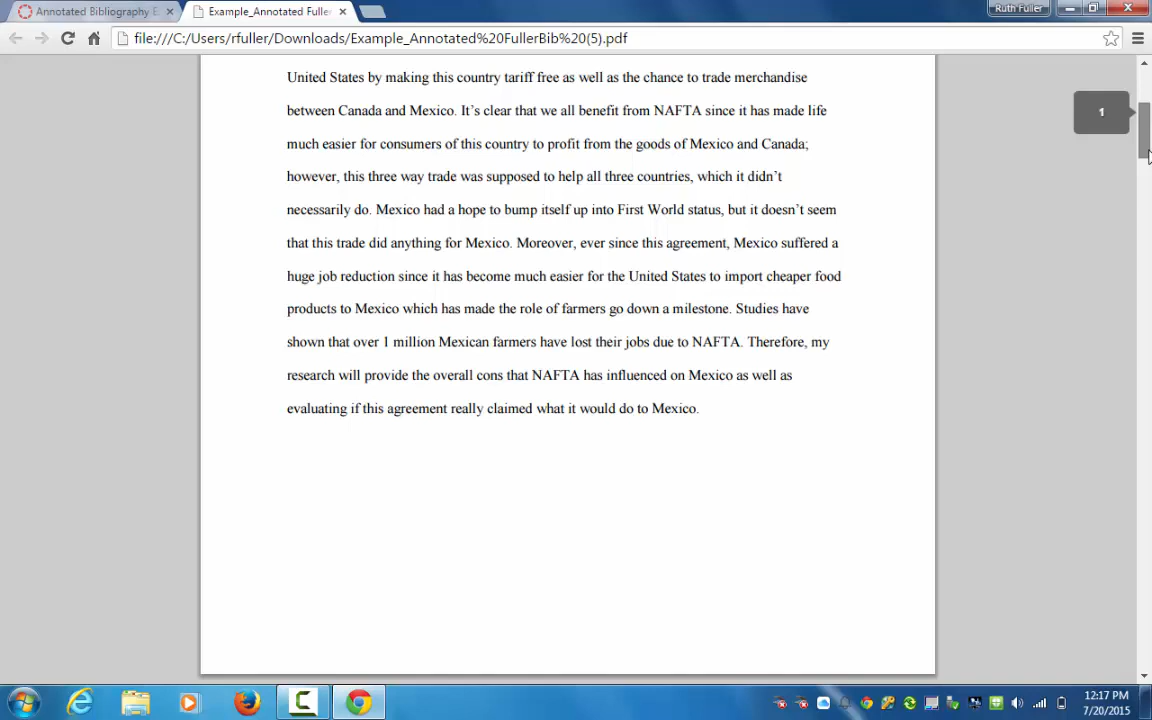 Annotated Bibliography E
Example_Annotated Fuller
Ruth Fuller
file:///C:/Users/rfuller/Downloads/Example_Annotated%20FullerBib%20(5).pdf
United States by making this country tariff free as well as the chance to trade merchandise
between Canada and Mexico. It’s clear that we all benefit from NAFTA since it has made life
much easier for consumers of this country to profit from the goods of Mexico and Canada;
however, this three way trade was supposed to help all three countries, which it didn’t
necessarily do. Mexico had a hope to bump itself up into First World status, but it doesn’t seem
that this trade did anything for Mexico. Moreover, ever since this agreement, Mexico suffered a
huge job reduction since it has become much easier for the United States to import cheaper food
products to Mexico which has made the role of farmers go down a milestone. Studies have
shown that over 1 million Mexican farmers have lost their jobs due to NAFTA. Therefore, my
research will provide the overall cons that NAFTA has influenced on Mexico as well as
evaluating if this agreement really claimed what it would do to Mexico.
1
12:17 PM
7/20/2015